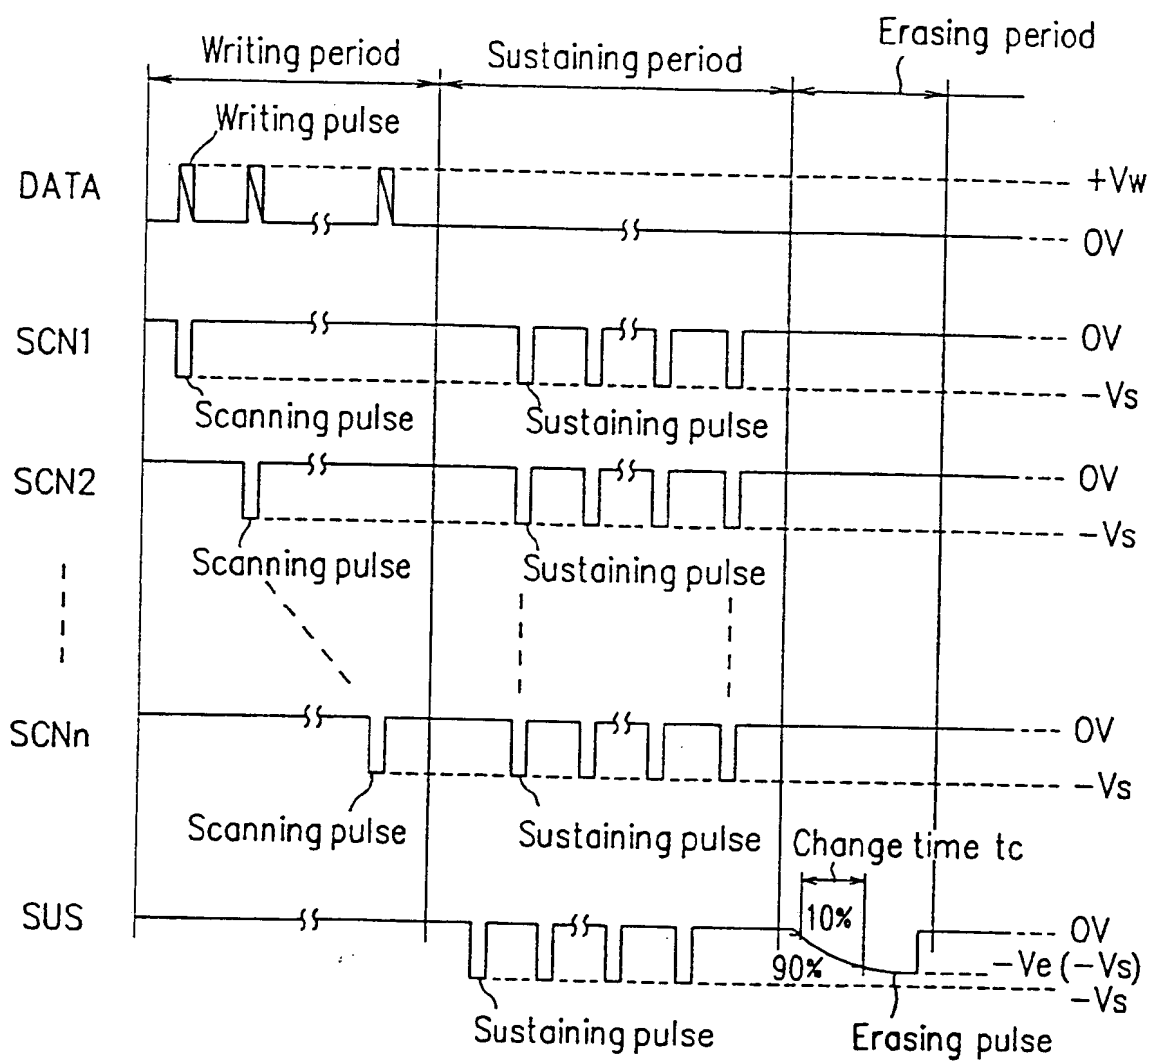 Writing period
Sustaining period
Erasing period
Writing pulse
DATA
+Vw
0V
SCN1
0V
-Vs
Scanning pulse
Sustaining pulse
SCN2
0V
-Vs
Scanning pulse
Sustaining pulse
SCNn
0V
-Vs
Scanning pulse
Sustaining pulse
Change time tc
SUS
10%
0V
90%
-Ve (-Vs)
-Vs
Sustaining pulse
Erasing pulse